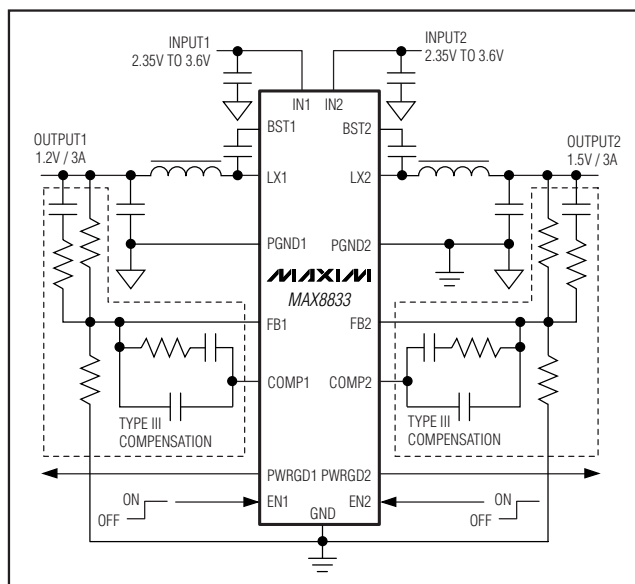 INPUT1
2.35V TO 3.6V
INPUT2
2.35V TO 3.6V
IN1
IN2
BST1
BST2
OUTPUT1
1.2V / 3A
OUTPUT2
1.5V / 3A
LX1
LX2
PGND1
PGND2
MAXIM
MAX8833
FB1
FB2
COMP1
COMP2
TYPE III
COMPENSATION
TYPE III
COMPENSATION
PWRGD1
PWRGD2
ON
OFF
EN1
EN2
ON
OFF
GND